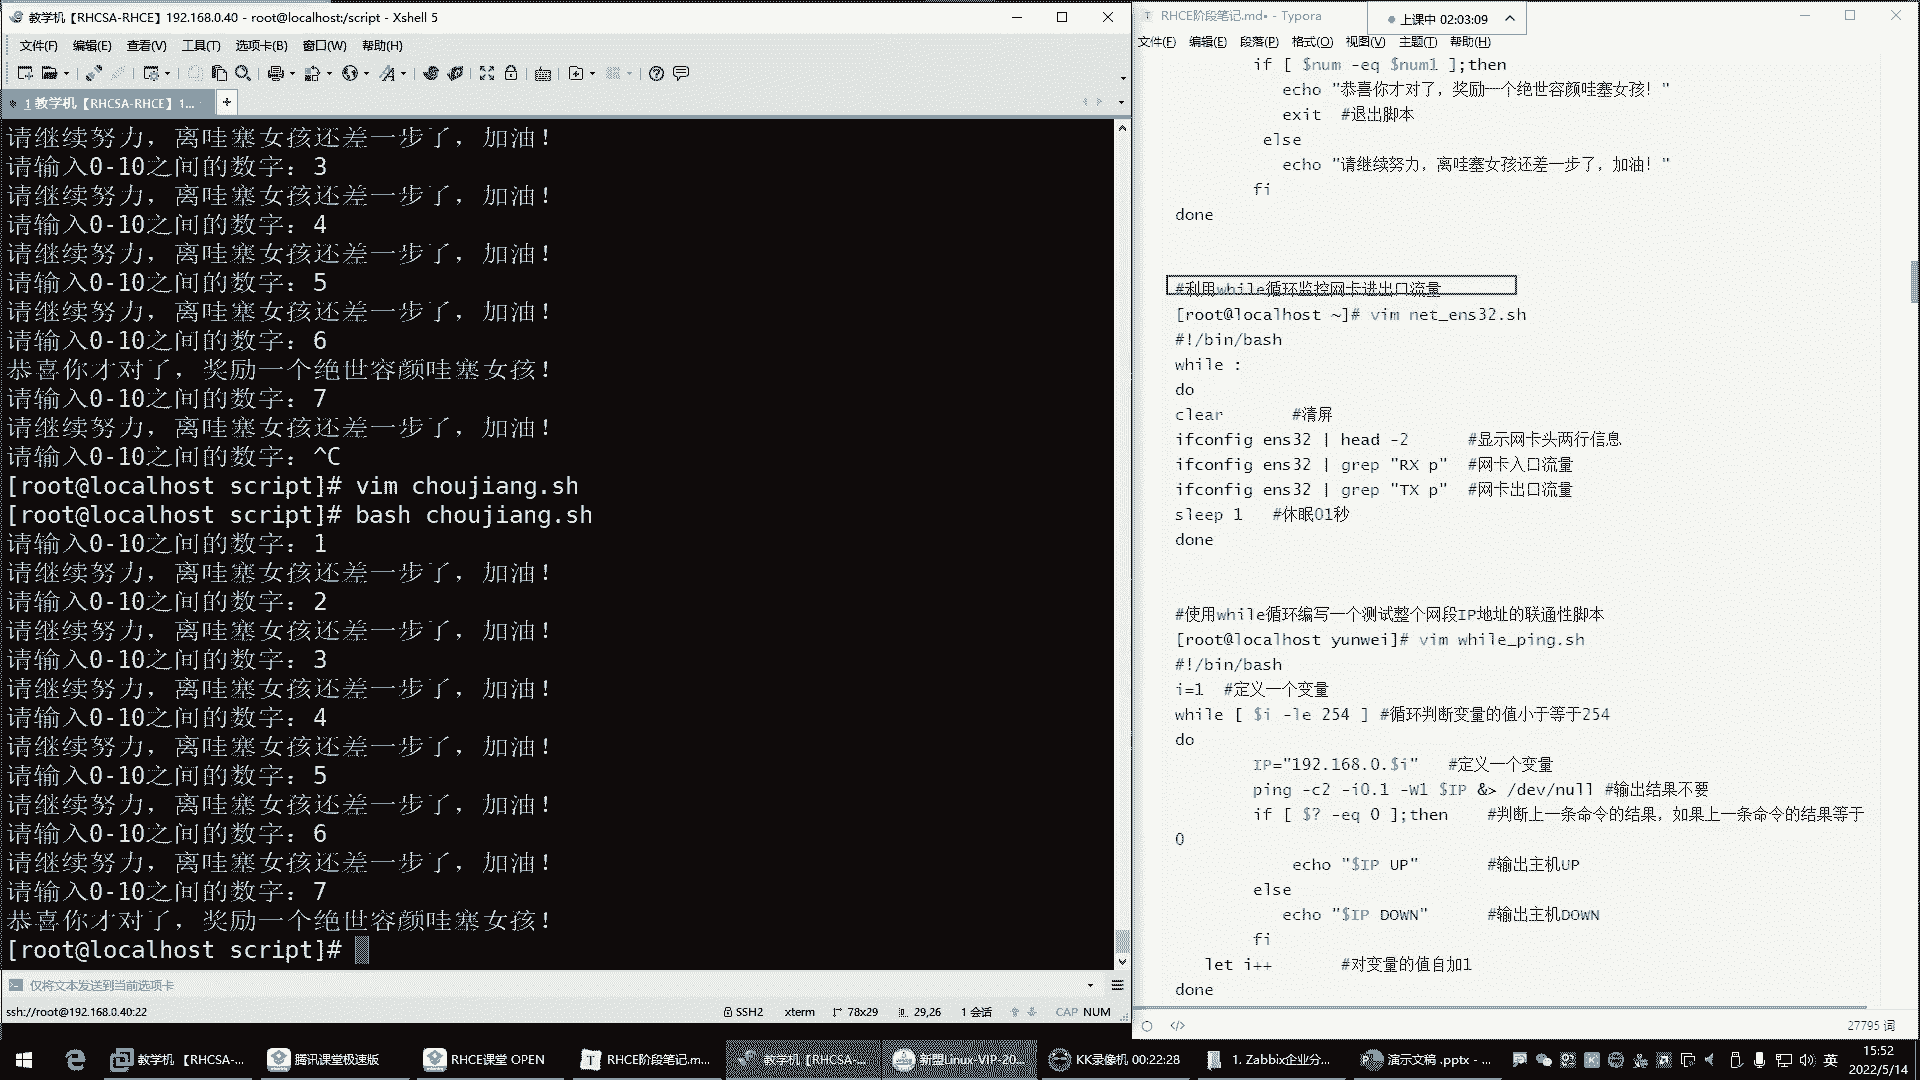 教学机【RHCSA-RHCE】192.168.0.40 - root@localhost:/script - Xshell 5
文件(F) 编辑(E) 查看(V) 工具(T) 选项卡(B) 窗口(W) 帮助(H)
1 教学机【RHCSA-RHCE】1...
请继续努力，离哇塞女孩还差一步了，加油！
请输入0-10之间的数字：3
请继续努力，离哇塞女孩还差一步了，加油！
请输入0-10之间的数字：4
请继续努力，离哇塞女孩还差一步了，加油！
请输入0-10之间的数字：5
请继续努力，离哇塞女孩还差一步了，加油！
请输入0-10之间的数字：6
恭喜你才对了，奖励一个绝世容颜哇塞女孩！
请输入0-10之间的数字：7
请继续努力，离哇塞女孩还差一步了，加油！
请输入0-10之间的数字：^C
[root@localhost script]# vim choujiang.sh
[root@localhost script]# bash choujiang.sh
请输入0-10之间的数字：1
请继续努力，离哇塞女孩还差一步了，加油！
请输入0-10之间的数字：2
请继续努力，离哇塞女孩还差一步了，加油！
请输入0-10之间的数字：3
请继续努力，离哇塞女孩还差一步了，加油！
请输入0-10之间的数字：4
请继续努力，离哇塞女孩还差一步了，加油！
请输入0-10之间的数字：5
请继续努力，离哇塞女孩还差一步了，加油！
请输入0-10之间的数字：6
请继续努力，离哇塞女孩还差一步了，加油！
请输入0-10之间的数字：7
恭喜你才对了，奖励一个绝世容颜哇塞女孩！
[root@localhost script]#
仅将文本发送到当前选项卡
ssh://root@192.168.0.40:22 SSH2 xterm 78x29 29,26 1 会话 CAP NUM
RHCE阶段笔记.md• - Typora
上课中 02:03:09
文件(F) 编辑(E) 段落(P) 格式(O) 视图(V) 主题(T) 帮助(H)
if [ $num -eq $num1 ];then
echo "恭喜你才对了，奖励一个绝世容颜哇塞女孩！"
exit #退出脚本
else
echo "请继续努力，离哇塞女孩还差一步了，加油！"
fi
done
#利用while循环监控网卡进出口流量
[root@localhost ~]# vim net_ens32.sh
#!/bin/bash
while :
do
clear #清屏
ifconfig ens32 | head -2 #显示网卡头两行信息
ifconfig ens32 | grep "RX p" #网卡入口流量
ifconfig ens32 | grep "TX p" #网卡出口流量
sleep 1 #休眠01秒
done
#使用while循环编写一个测试整个网段IP地址的联通性脚本
[root@localhost yunwei]# vim while_ping.sh
#!/bin/bash
i=1 #定义一个变量
while [ $i -le 254 ] #循环判断变量的值小于等于254
do
IP="192.168.0.$i" #定义一个变量
ping -c2 -i0.1 -W1 $IP &> /dev/null #输出结果不要
if [ $? -eq 0 ];then #判断上一条命令的结果，如果上一条命令的结果等于
0
echo "$IP UP" #输出主机UP
else
echo "$IP DOWN" #输出主机DOWN
fi
let i++ #对变量的值自加1
done
27795 词
教学机【RHCSA-... 腾讯课堂极速版 RHCE课堂 OPEN RHCE阶段笔记.m... 教学机【RHCSA-... 新盟Linux-VIP-20... KK录像机 00:22:28 1. Zabbix企业分... 演示文稿 .pptx - ... 英 15:52
2022/5/14